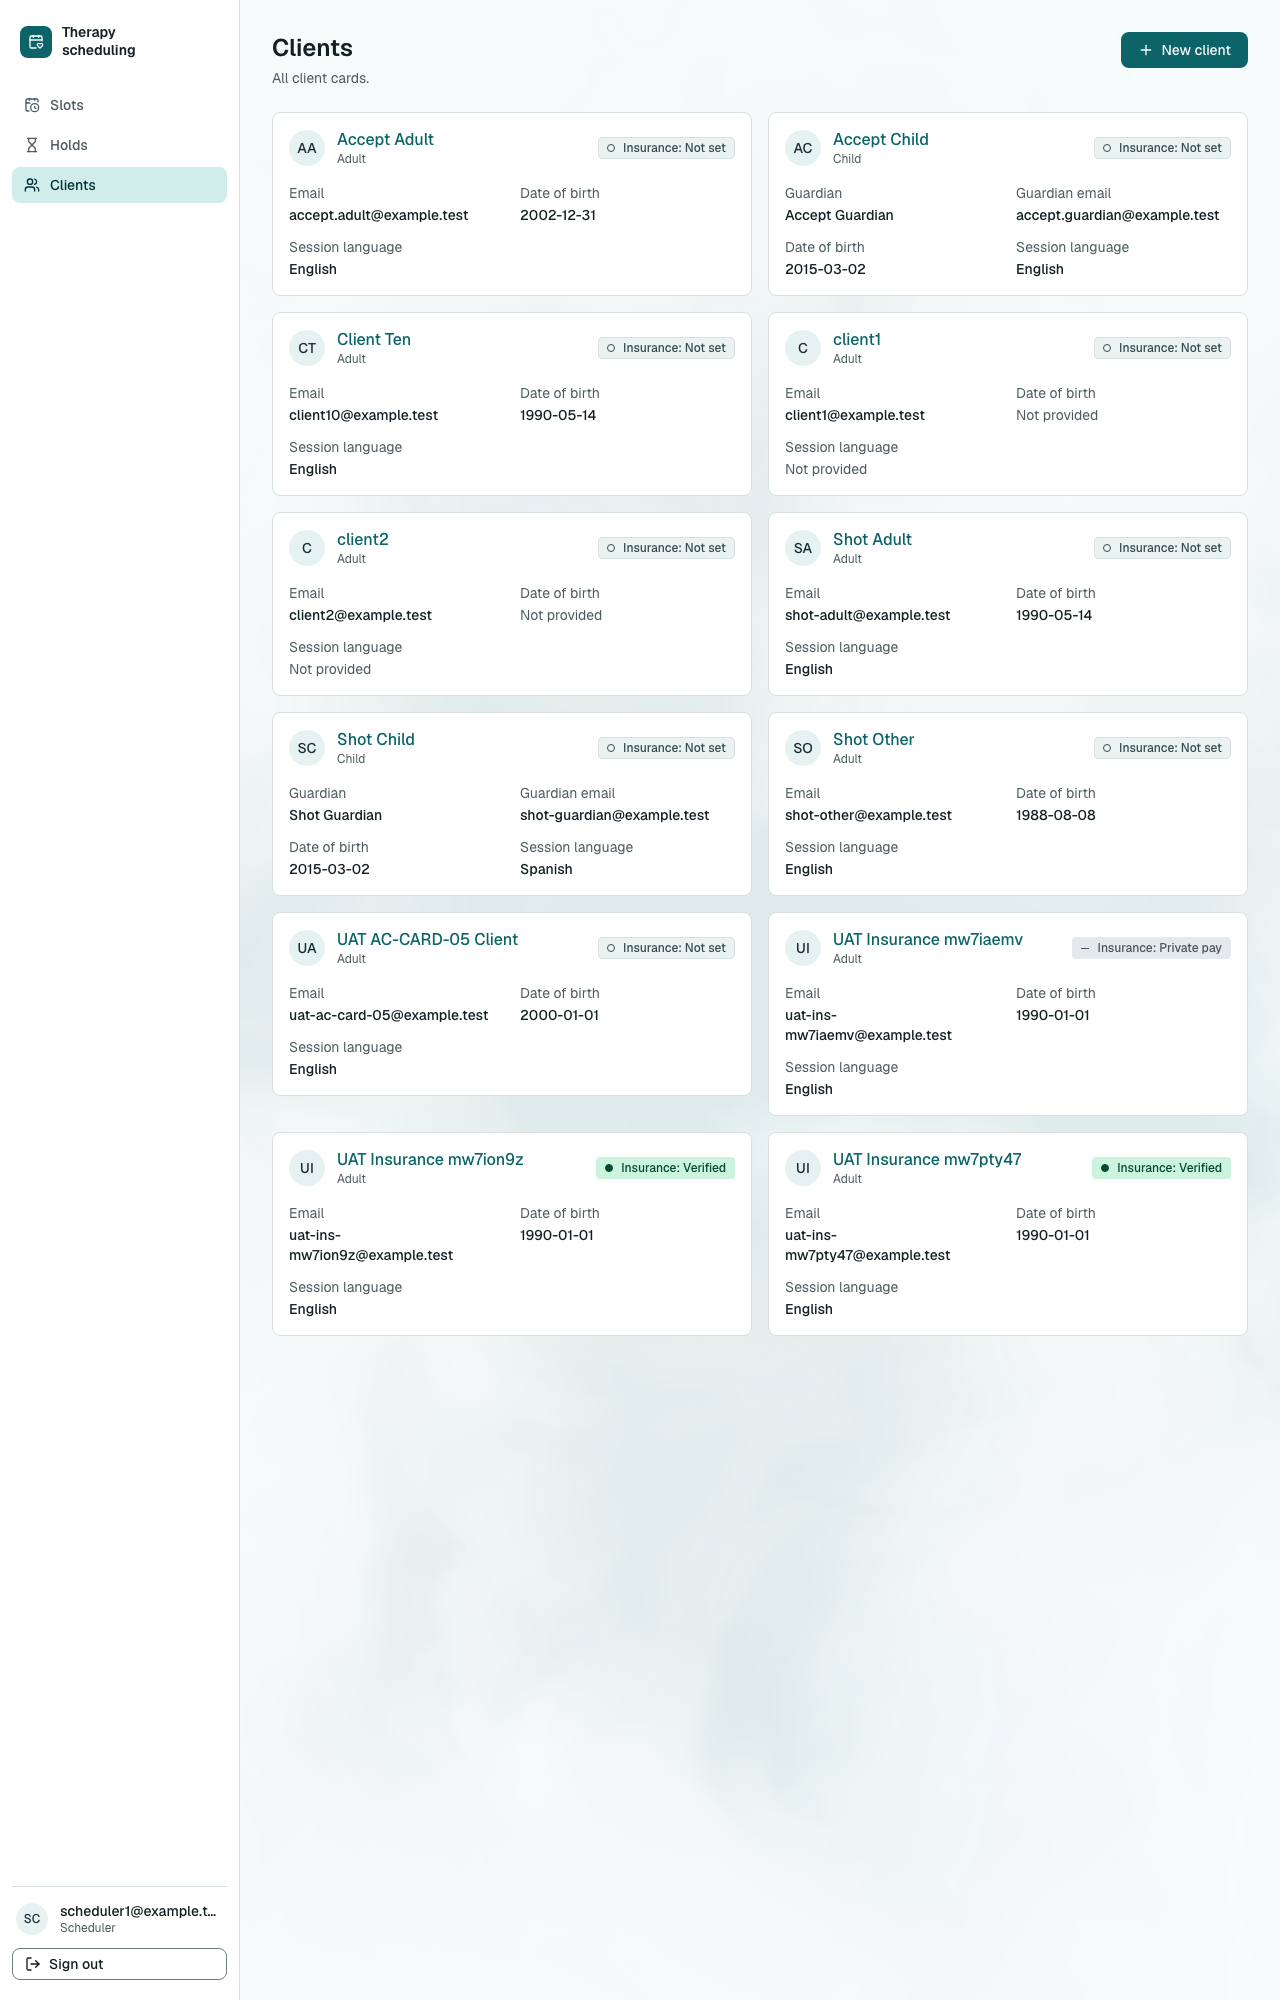 Therapy
scheduling
Slots
Holds
Clients
Clients
All client cards.
New client
AA
Accept Adult
Adult
Insurance: Not set
Email
Date of birth
accept.adult@example.test
2002-12-31
Session language
English
AC
Accept Child
Child
Insurance: Not set
Guardian
Guardian email
Accept Guardian
accept.guardian@example.test
Date of birth
Session language
2015-03-02
English
CT
Client Ten
Adult
Insurance: Not set
Email
Date of birth
client10@example.test
1990-05-14
Session language
English
C
client1
Adult
Insurance: Not set
Email
Date of birth
client1@example.test
Not provided
Session language
Not provided
C
client2
Adult
Insurance: Not set
Email
Date of birth
client2@example.test
Not provided
Session language
Not provided
SA
Shot Adult
Adult
Insurance: Not set
Email
Date of birth
shot-adult@example.test
1990-05-14
Session language
English
SC
Shot Child
Child
Insurance: Not set
Guardian
Guardian email
Shot Guardian
shot-guardian@example.test
Date of birth
Session language
2015-03-02
Spanish
SO
Shot Other
Adult
Insurance: Not set
Email
Date of birth
shot-other@example.test
1988-08-08
Session language
English
UA
UAT AC-CARD-05 Client
Adult
Insurance: Not set
Email
Date of birth
uat-ac-card-05@example.test
2000-01-01
Session language
English
UI
UAT Insurance mw7iaemv
Adult
Insurance: Private pay
Email
Date of birth
uat-ins-
mw7iaemv@example.test
1990-01-01
Session language
English
UI
UAT Insurance mw7ion9z
Adult
Insurance: Verified
Email
Date of birth
uat-ins-
mw7ion9z@example.test
1990-01-01
Session language
English
UI
UAT Insurance mw7pty47
Adult
Insurance: Verified
Email
Date of birth
uat-ins-
mw7pty47@example.test
1990-01-01
Session language
English
SC
scheduler1@example.t...
Scheduler
Sign out